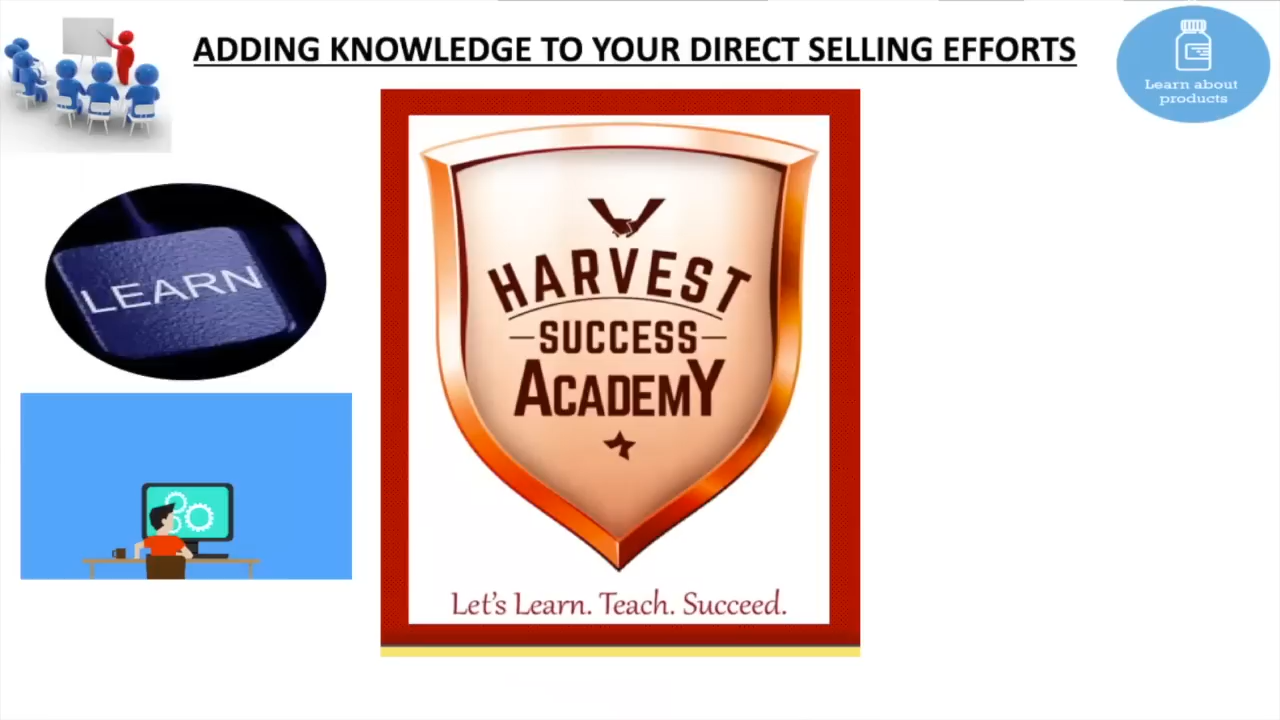 ADDING KNOWLEDGE TO YOUR DIRECT SELLING EFFORTS
Learn about
products
LEARN
HARVEST
SUCCESS
ACADEMY
Let's Learn. Teach. Succeed.